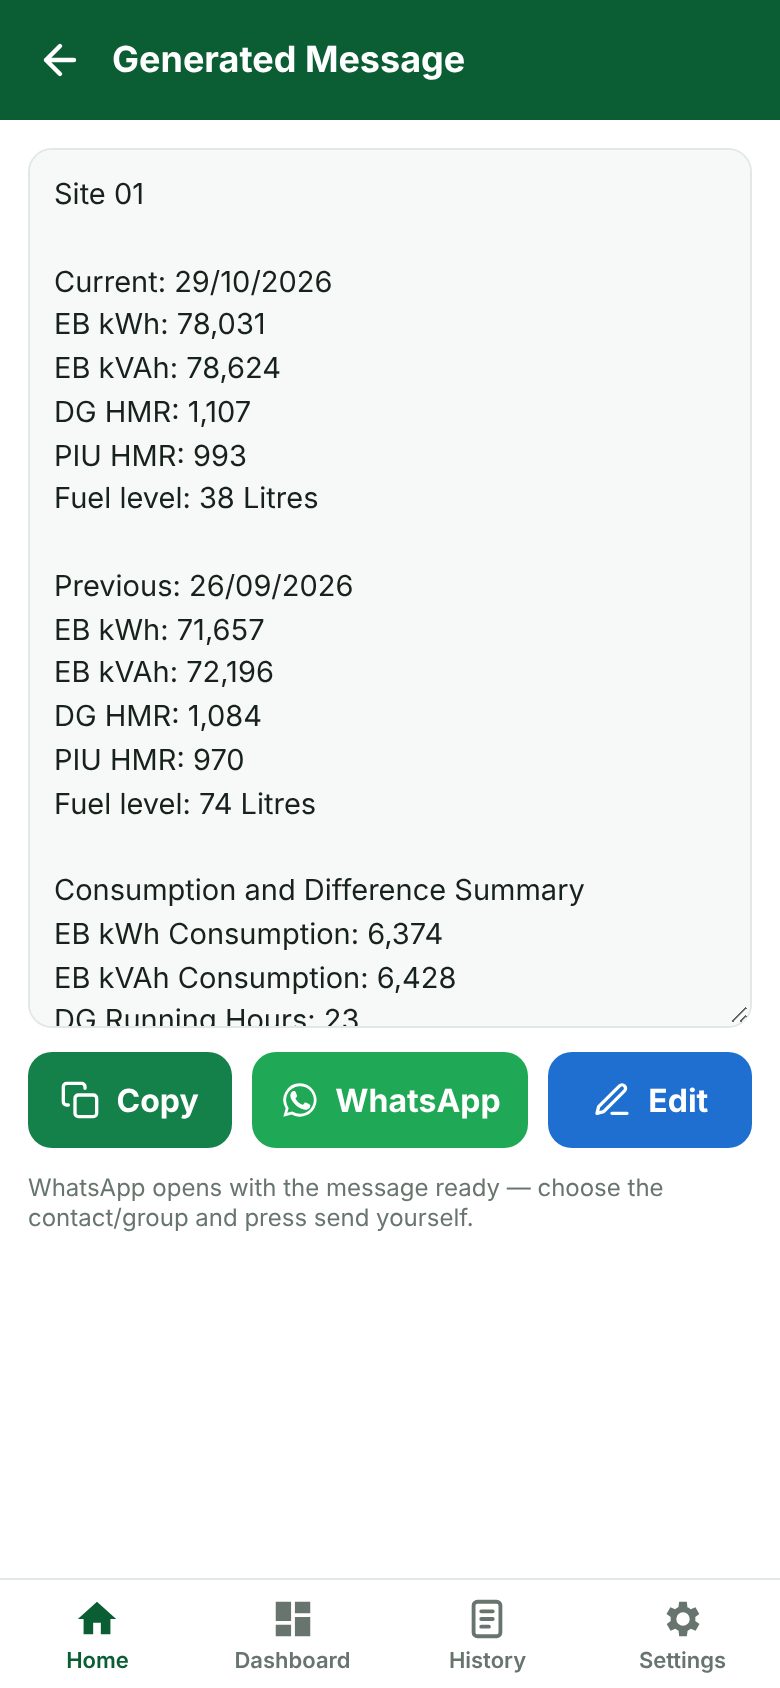 Generated Message
Site 01
Current: 29/10/2026
EB kWh: 78,031
EB kVAh: 78,624
DG HMR: 1,107
PIU HMR: 993
Fuel level: 38 Litres
Previous: 26/09/2026
EB kWh: 71,657
EB kVAh: 72,196
DG HMR: 1,084
PIU HMR: 970
Fuel level: 74 Litres
Consumption and Difference Summary
EB kWh Consumption: 6,374
EB kVAh Consumption: 6,428
DG Running Hours: 23
Copy
WhatsApp
Edit
WhatsApp opens with the message ready — choose the
contact/group and press send yourself.
Home
Dashboard
History
Settings